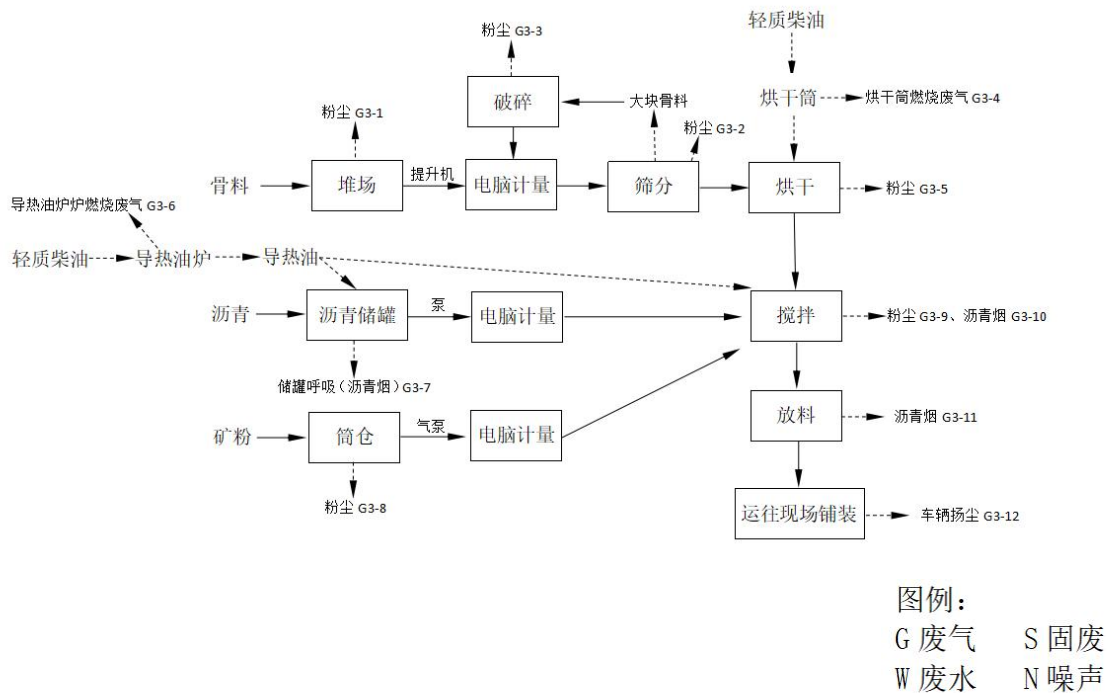 轻质柴油
粉尘 G3-3
破碎
大块骨料
烘干筒
烘干筒燃烧废气 G3-4
粉尘 G3-1
粉尘 G3-2
骨料
堆场
提升机
电脑计量
筛分
烘干
粉尘 G3-5
导热油炉炉燃烧废气 G3-6
轻质柴油
导热油炉
导热油
沥青
沥青储罐
泵
电脑计量
搅拌
粉尘 G3-9、沥青烟 G3-10
储罐呼吸（沥青烟）G3-7
矿粉
筒仓
气泵
电脑计量
放料
沥青烟 G3-11
粉尘 G3-8
运往现场铺装
车辆扬尘 G3-12
图例：
G 废气 S 固废
W 废水 N 噪声